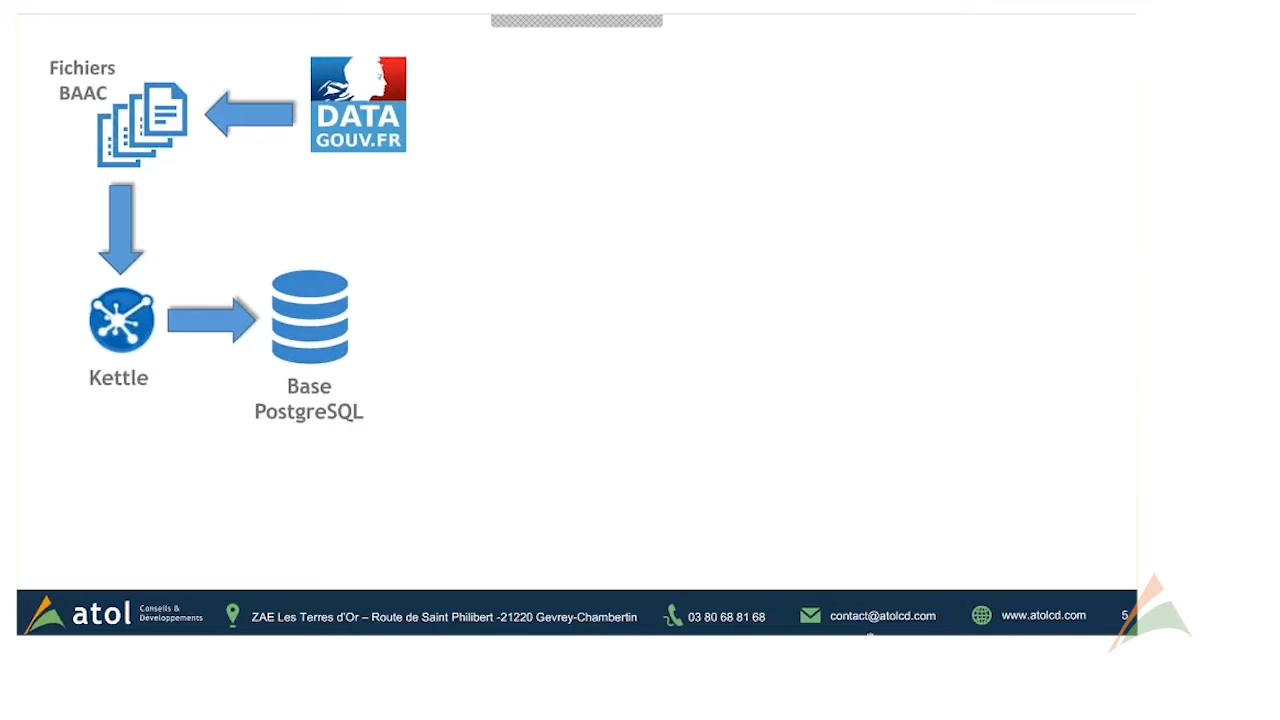 Fichiers
BAAC
DATA
GOUV.FR
Kettle
Base
PostgreSQL
atol Conseils &
Développements
ZAE Les Terres d'Or – Route de Saint Philibert -21220 Gevrey-Chambertin
03 80 68 81 68
contact@atolcd.com
www.atolcd.com
5